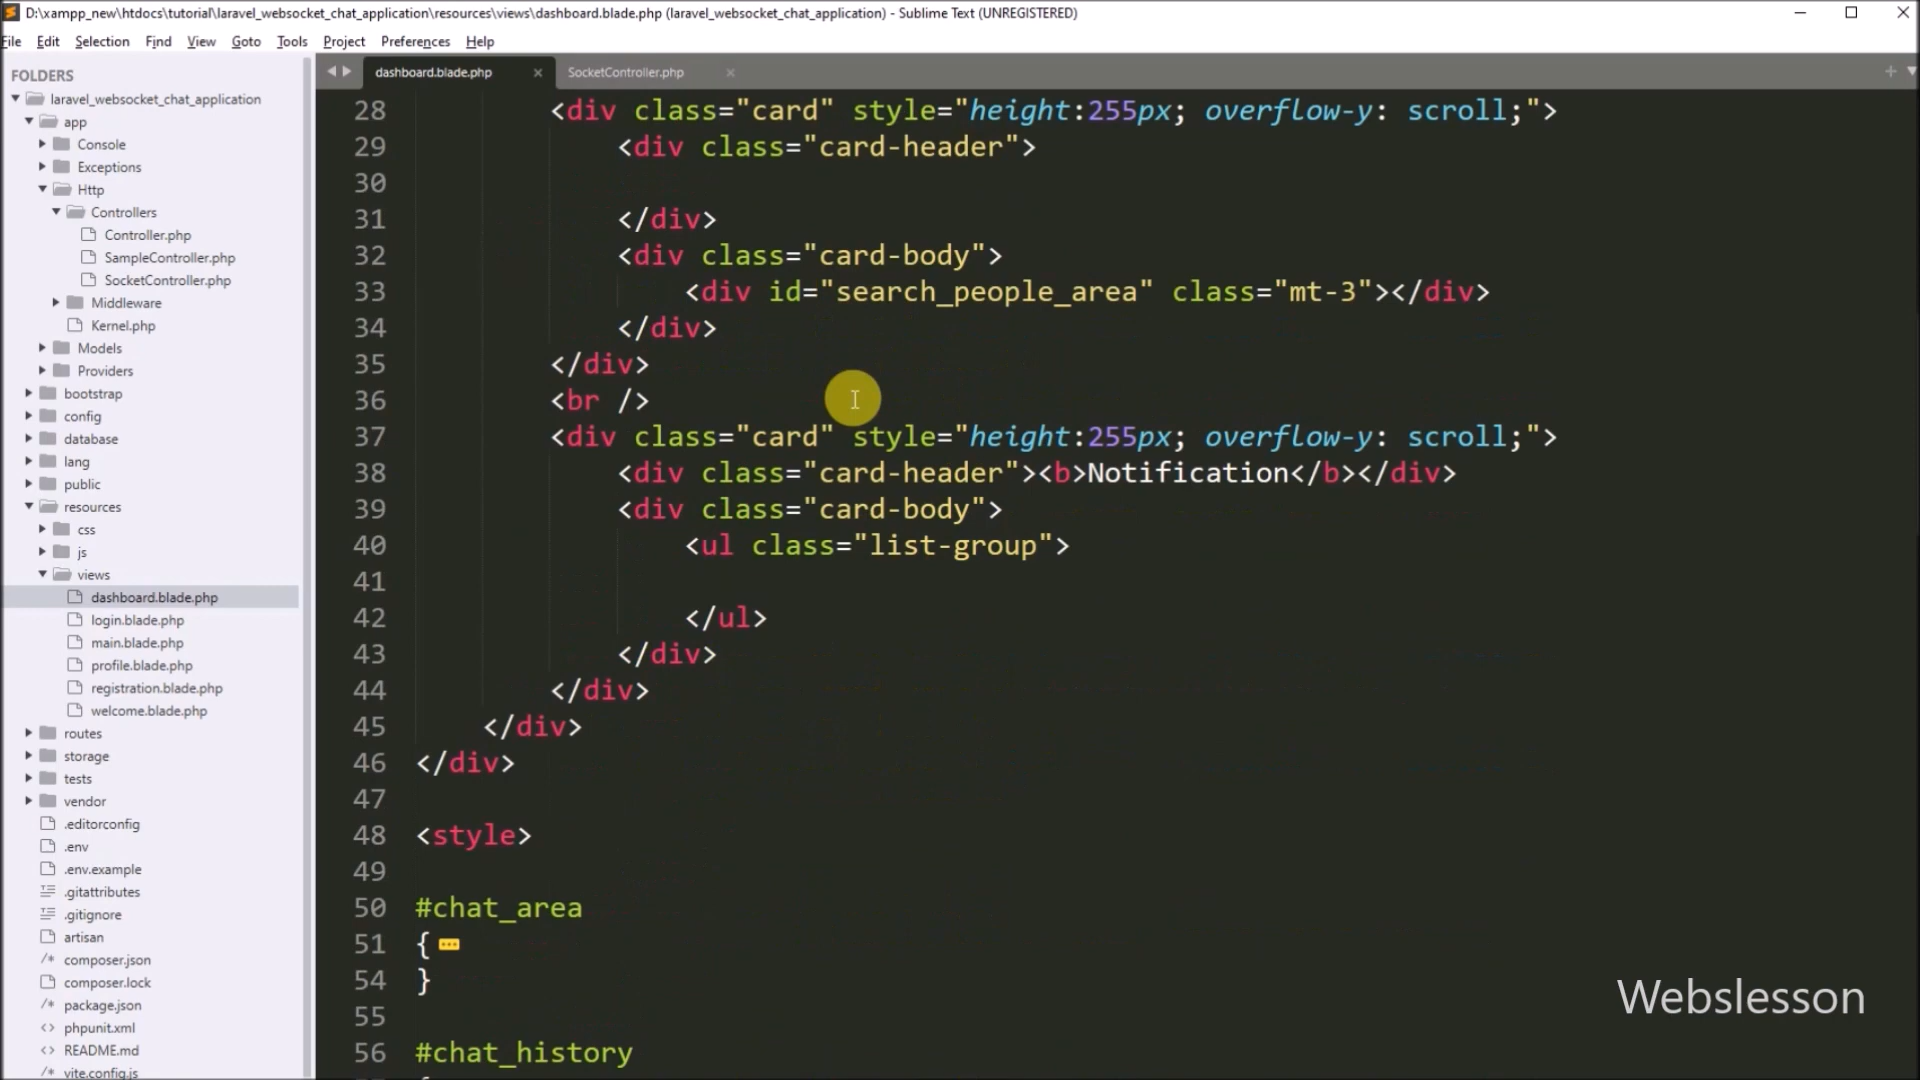 D:\xampp_new\htdocs\tutorial\laravel_websocket_chat_application\resources\views\dashboard.blade.php (laravel_websocket_chat_application) - Sublime Text (UNREGISTERED)
File Edit Selection Find View Goto Tools Project Preferences Help
FOLDERS
laravel_websocket_chat_application
app
Console
Exceptions
Http
Controllers
Controller.php
SampleController.php
SocketController.php
Middleware
Kernel.php
Models
Providers
bootstrap
config
database
lang
public
resources
css
js
views
dashboard.blade.php
login.blade.php
main.blade.php
profile.blade.php
registration.blade.php
welcome.blade.php
routes
storage
tests
vendor
.editorconfig
.env
.env.example
.gitattributes
.gitignore
artisan
composer.json
composer.lock
package.json
phpunit.xml
README.md
vite.config.js
dashboard.blade.php SocketController.php
28 <div class="card" style="height:255px; overflow-y: scroll;">
29 <div class="card-header">
30
31 </div>
32 <div class="card-body">
33 <div id="search_people_area" class="mt-3"></div>
34 </div>
35 </div>
36 <br />
37 <div class="card" style="height:255px; overflow-y: scroll;">
38 <div class="card-header"><b>Notification</b></div>
39 <div class="card-body">
40 <ul class="list-group">
41
42 </ul>
43 </div>
44 </div>
45 </div>
46 </div>
47
48 <style>
49
50 #chat_area
51 {
54 }
55
56 #chat_history
Webslesson